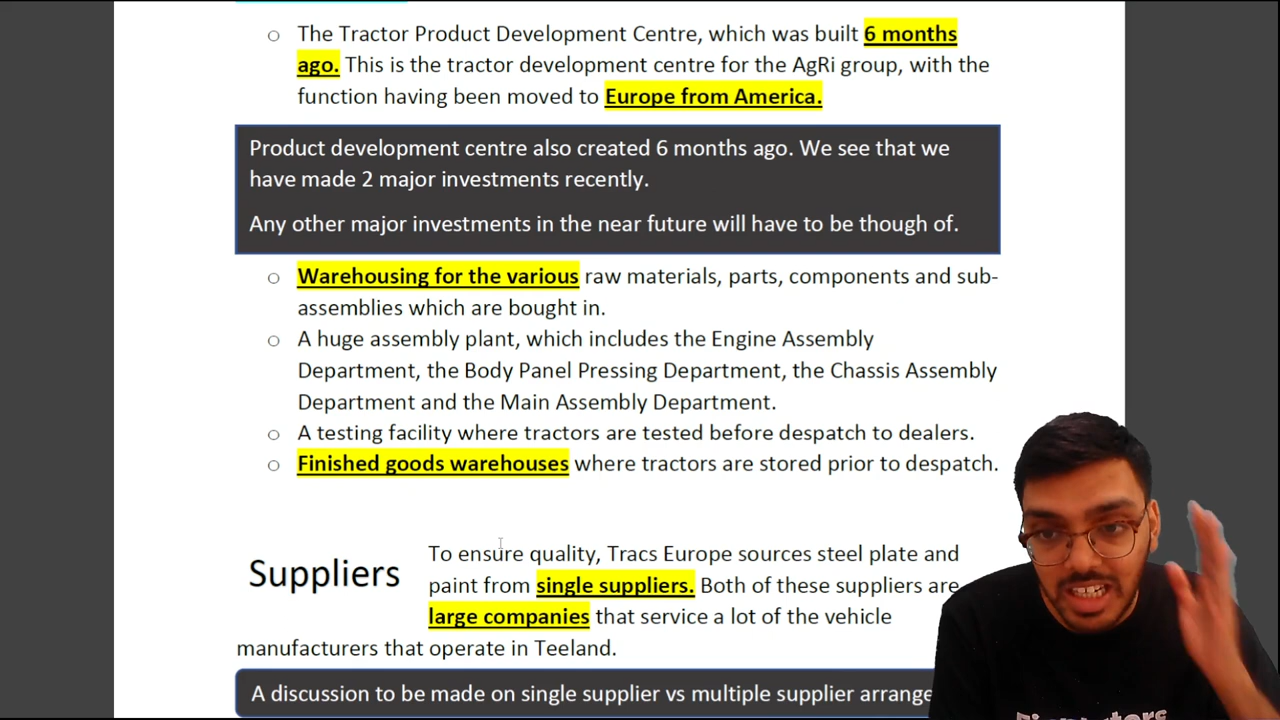 ○ The Tractor Product Development Centre, which was built 6 months
ago. This is the tractor development centre for the AgRi group, with the
function having been moved to Europe from America.
Product development centre also created 6 months ago. We see that we
have made 2 major investments recently.
Any other major investments in the near future will have to be though of.
○ Warehousing for the various raw materials, parts, components and sub-
assemblies which are bought in.
○ A huge assembly plant, which includes the Engine Assembly
Department, the Body Panel Pressing Department, the Chassis Assembly
Department and the Main Assembly Department.
○ A testing facility where tractors are tested before despatch to dealers.
○ Finished goods warehouses where tractors are stored prior to despatch.
Suppliers
To ensure quality, Tracs Europe sources steel plate and
paint from single suppliers. Both of these suppliers are
large companies that service a lot of the vehicle
manufacturers that operate in Teeland.
A discussion to be made on single supplier vs multiple supplier